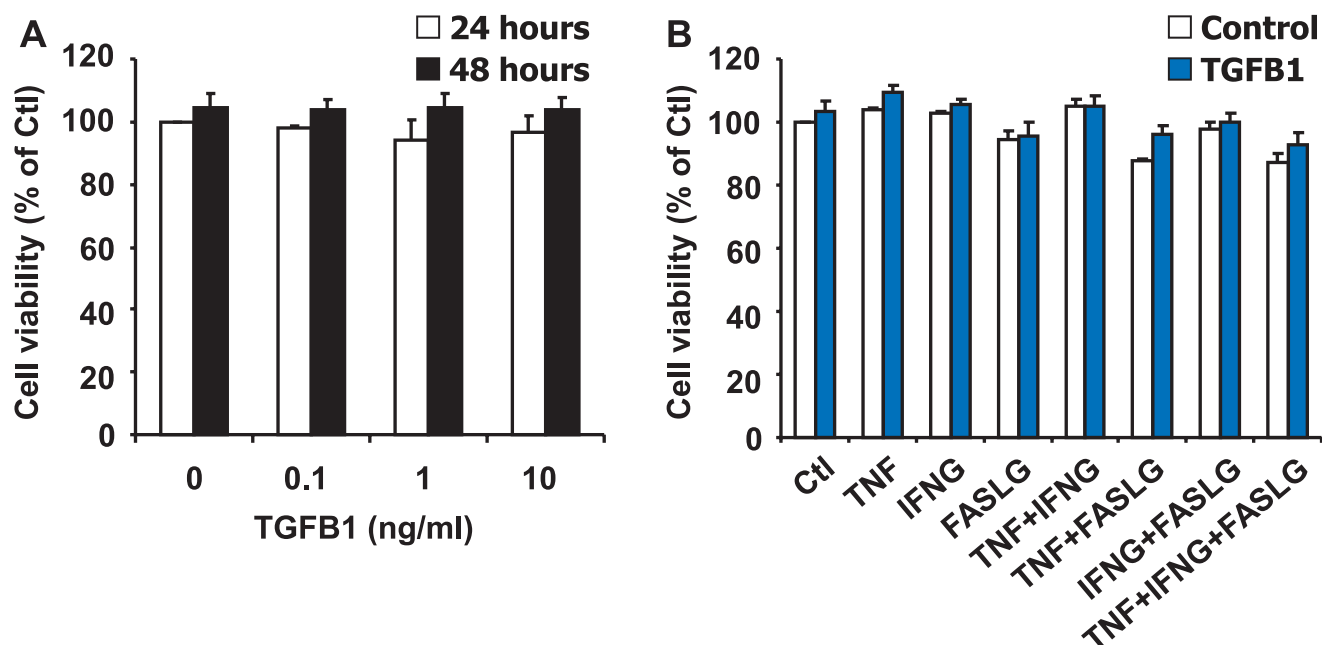 A
24 hours
48 hours
Cell viability (% of Ctl)
120
100
80
60
40
20
0
0 0.1 1 10
TGFB1 (ng/ml)
B
Control
TGFB1
Cell viability (% of Ctl)
120
100
80
60
40
20
0
Ctl
TNF
IFNG
FASLG
TNF+IFNG
TNF+FASLG
IFNG+FASLG
TNF+IFNG+FASLG